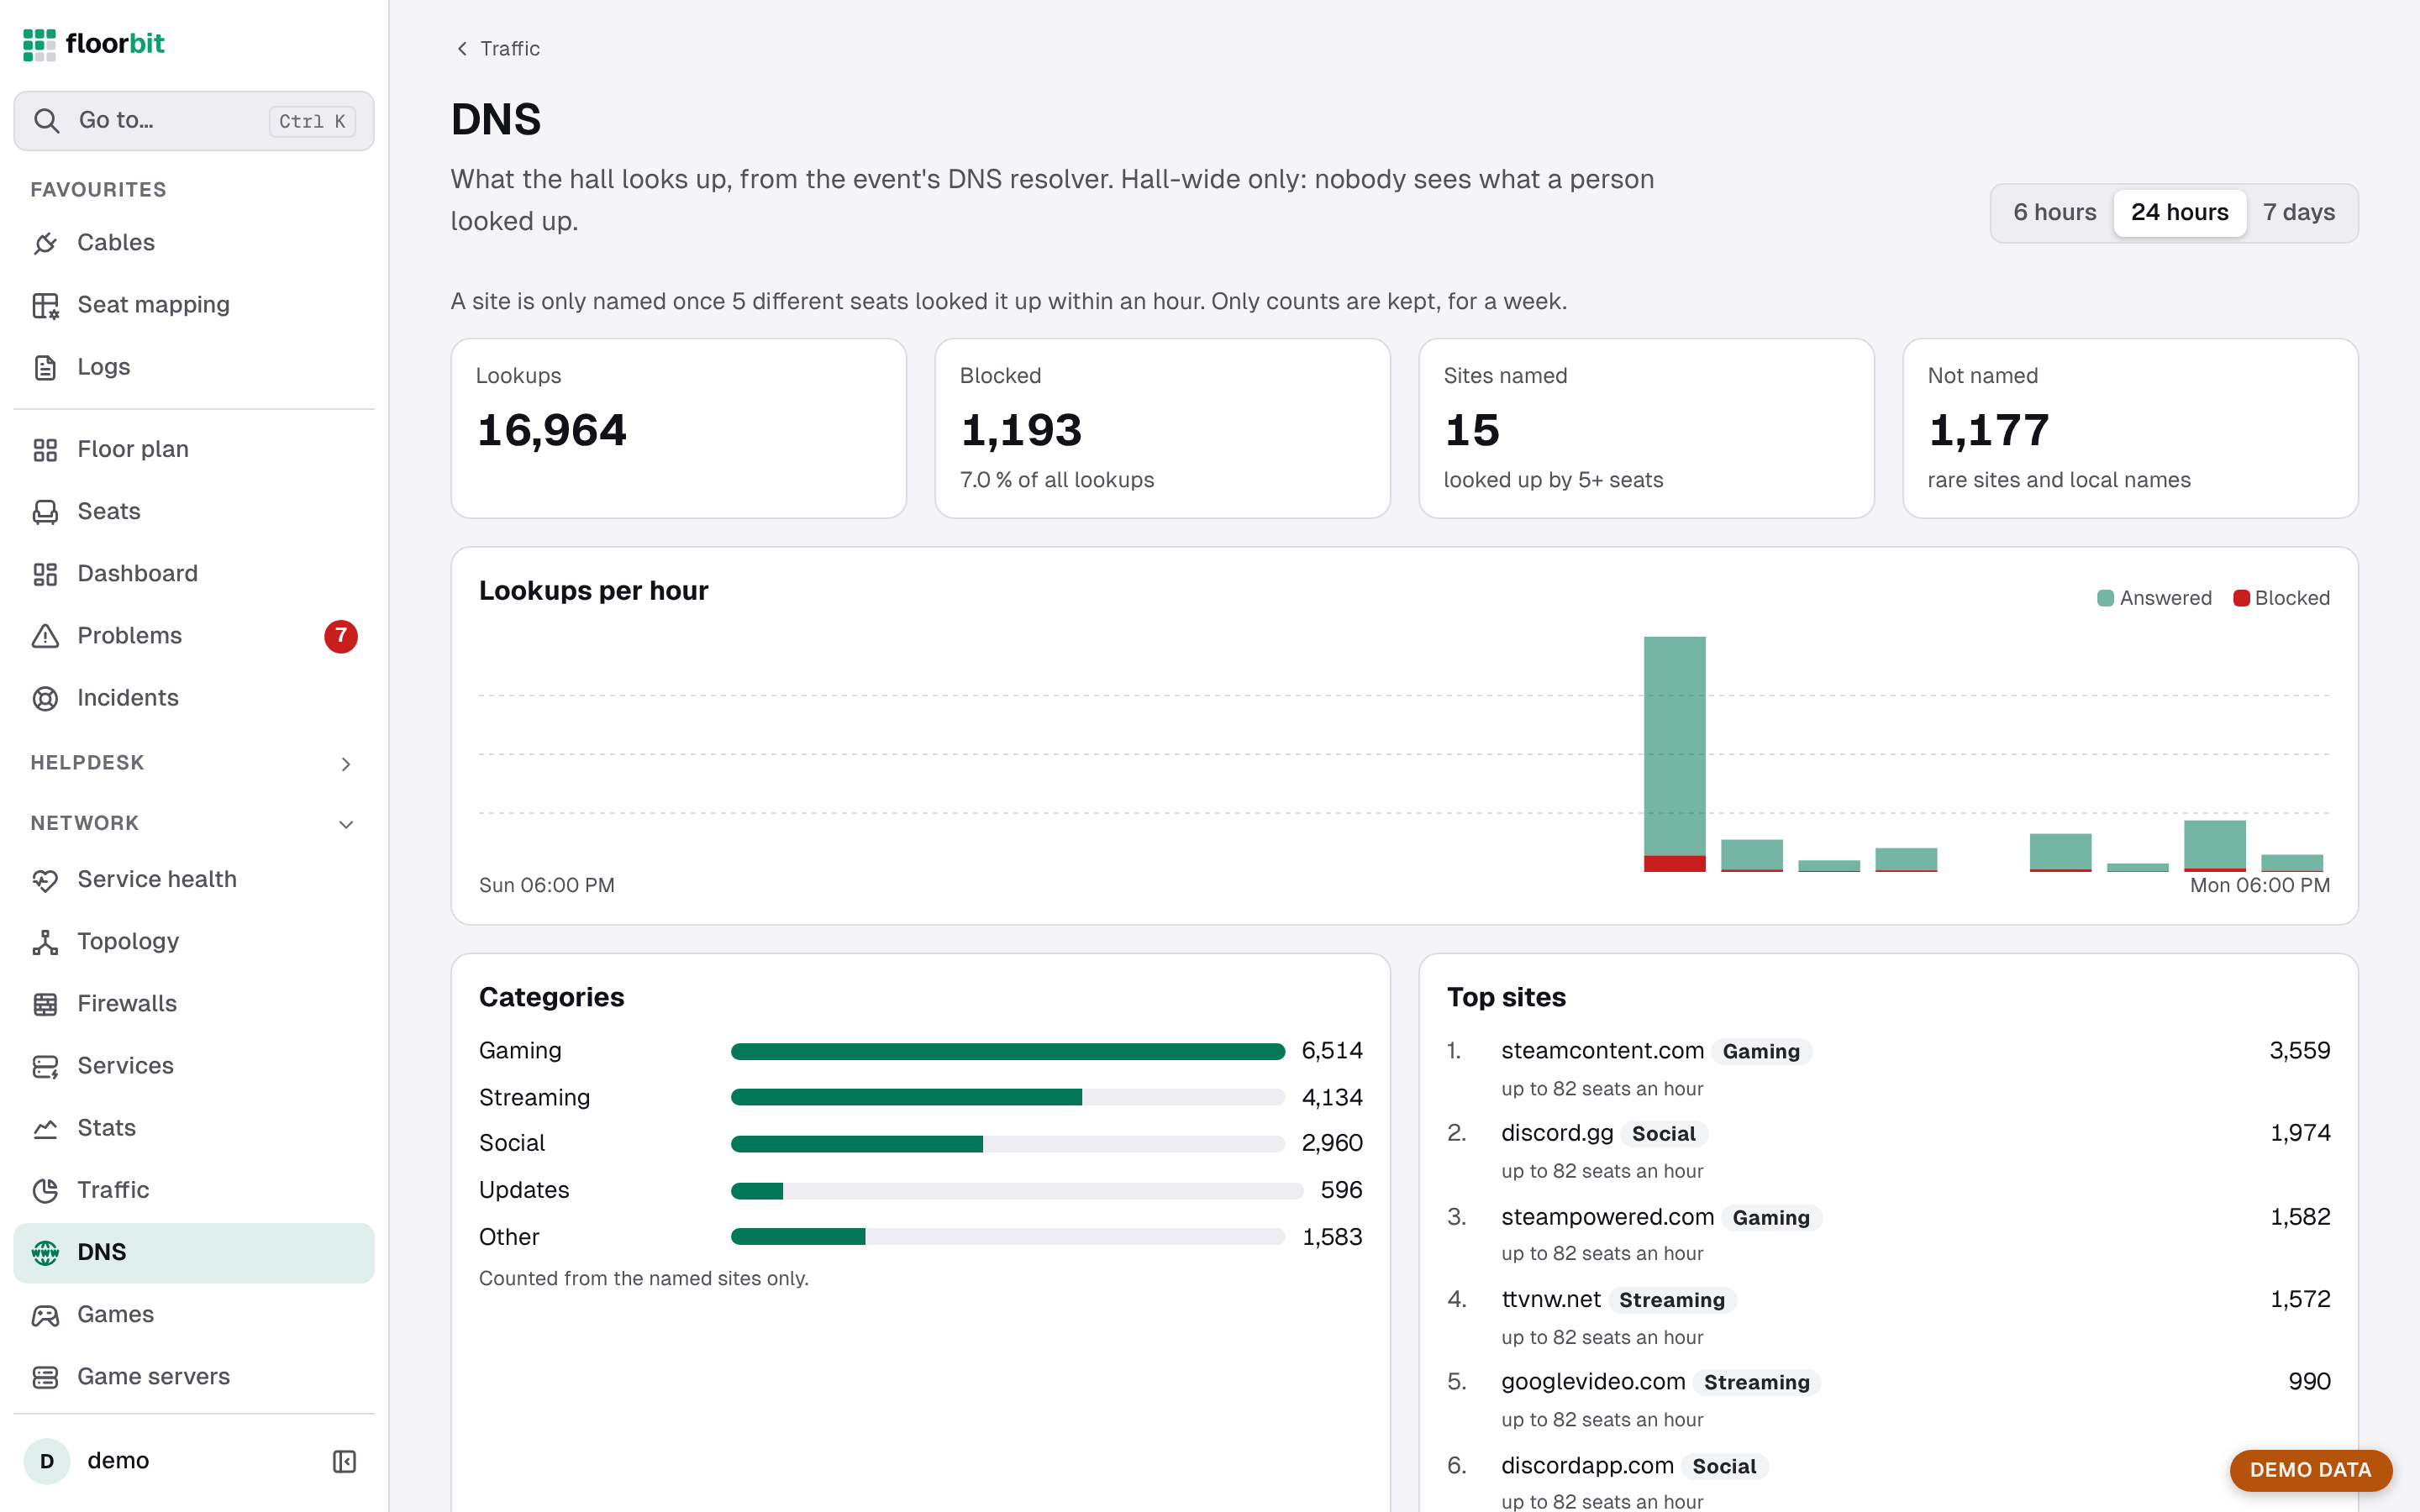 floorbit
Go to...
Ctrl K
FAVOURITES
Cables
Seat mapping
Logs
Floor plan
Seats
Dashboard
Problems
7
Incidents
HELPDESK
NETWORK
Service health
Topology
Firewalls
Services
Stats
Traffic
DNS
Games
Game servers
D
demo
Traffic
DNS
What the hall looks up, from the event's DNS resolver. Hall-wide only: nobody sees what a person
looked up.
6 hours
24 hours
7 days
A site is only named once 5 different seats looked it up within an hour. Only counts are kept, for a week.
Lookups
16,964
Blocked
1,193
7.0 % of all lookups
Sites named
15
looked up by 5+ seats
Not named
1,177
rare sites and local names
Lookups per hour
Answered
Blocked
Sun 06:00 PM
Mon 06:00 PM
Categories
Gaming 6,514
Streaming 4,134
Social 2,960
Updates 596
Other 1,583
Counted from the named sites only.
Top sites
1. steamcontent.com Gaming 3,559
up to 82 seats an hour
2. discord.gg Social 1,974
up to 82 seats an hour
3. steampowered.com Gaming 1,582
up to 82 seats an hour
4. ttvnw.net Streaming 1,572
up to 82 seats an hour
5. googlevideo.com Streaming 990
up to 82 seats an hour
6. discordapp.com Social
up to 82 seats an hour
DEMO DATA